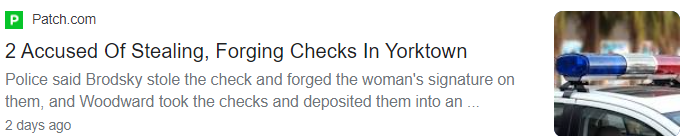 Patch.com
2 Accused Of Stealing, Forging Checks In Yorktown
Police said Brodsky stole the check and forged the woman's signature on
them, and Woodward took the checks and deposited them into an ...
2 days ago